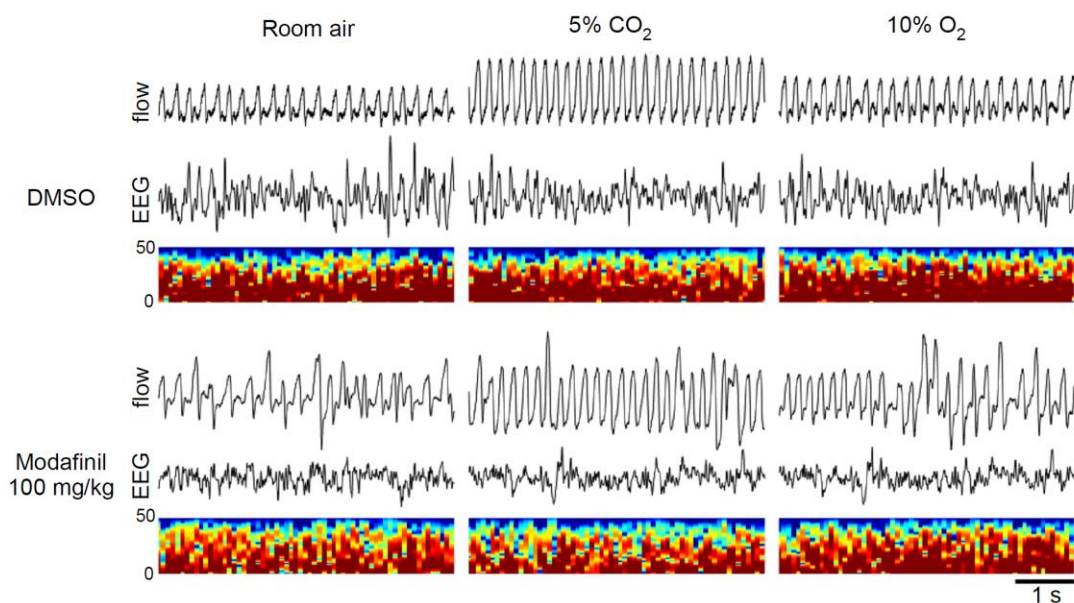 Room air
5% CO₂
10% O₂
flow
DMSO
EEG
50
0
flow
Modafinil
100 mg/kg
EEG
50
0
1 s